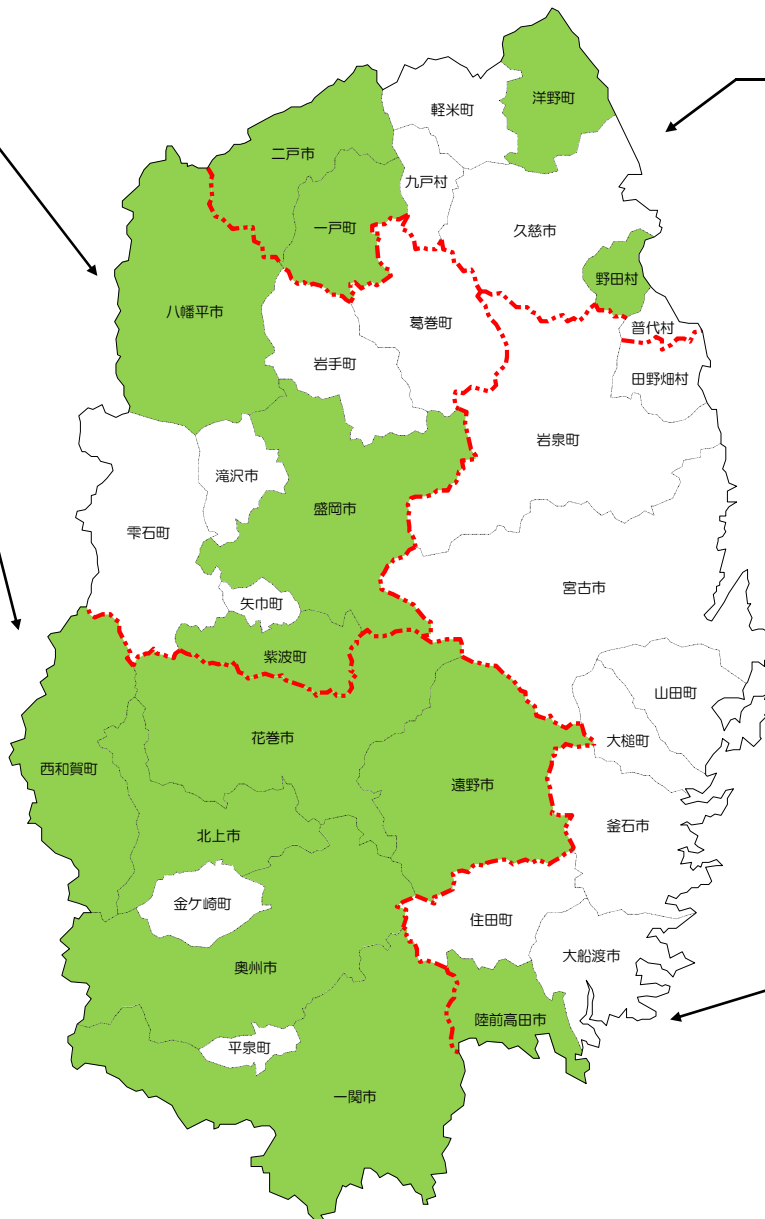 洋野町
軽米町
二戸市
九戸村
一戸町
久慈市
野田村
八幡平市
葛巻町
普代村
岩手町
田野畑村
岩泉町
滝沢市
盛岡市
雫石町
宮古市
矢巾町
紫波町
山田町
花巻市
大槌町
西和賀町
遠野市
釜石市
北上市
金ケ崎町
住田町
大船渡市
奥州市
陸前高田市
平泉町
一関市